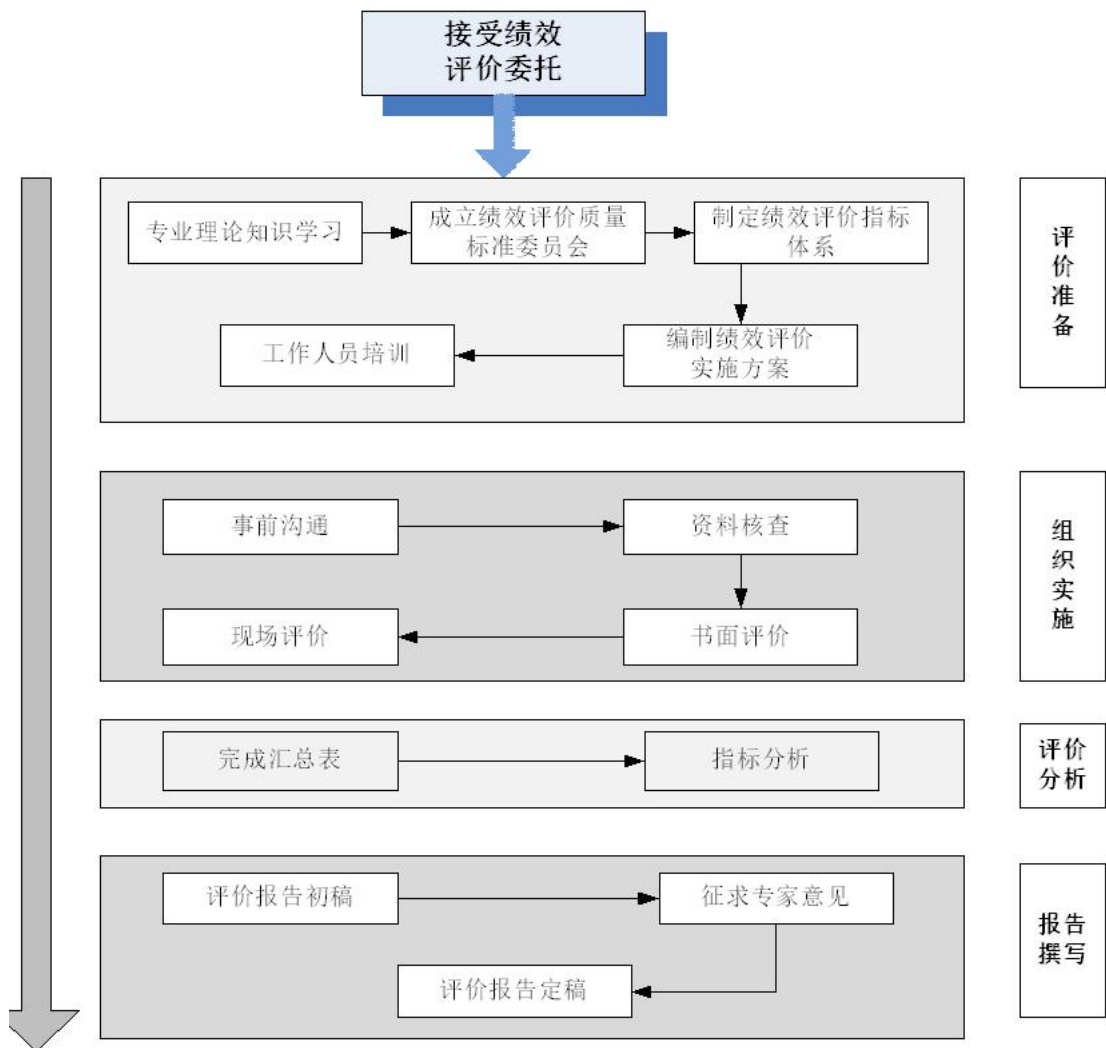 接受绩效
评价委托
专业理论知识学习
成立绩效评价质量
标准委员会
制定绩效评价指标
体系
工作人员培训
编制绩效评价
实施方案
评
价
准
备
事前沟通
资料核查
现场评价
书面评价
组
织
实
施
完成汇总表
指标分析
评价
分析
评价报告初稿
征求专家意见
评价报告定稿
报告
撰写